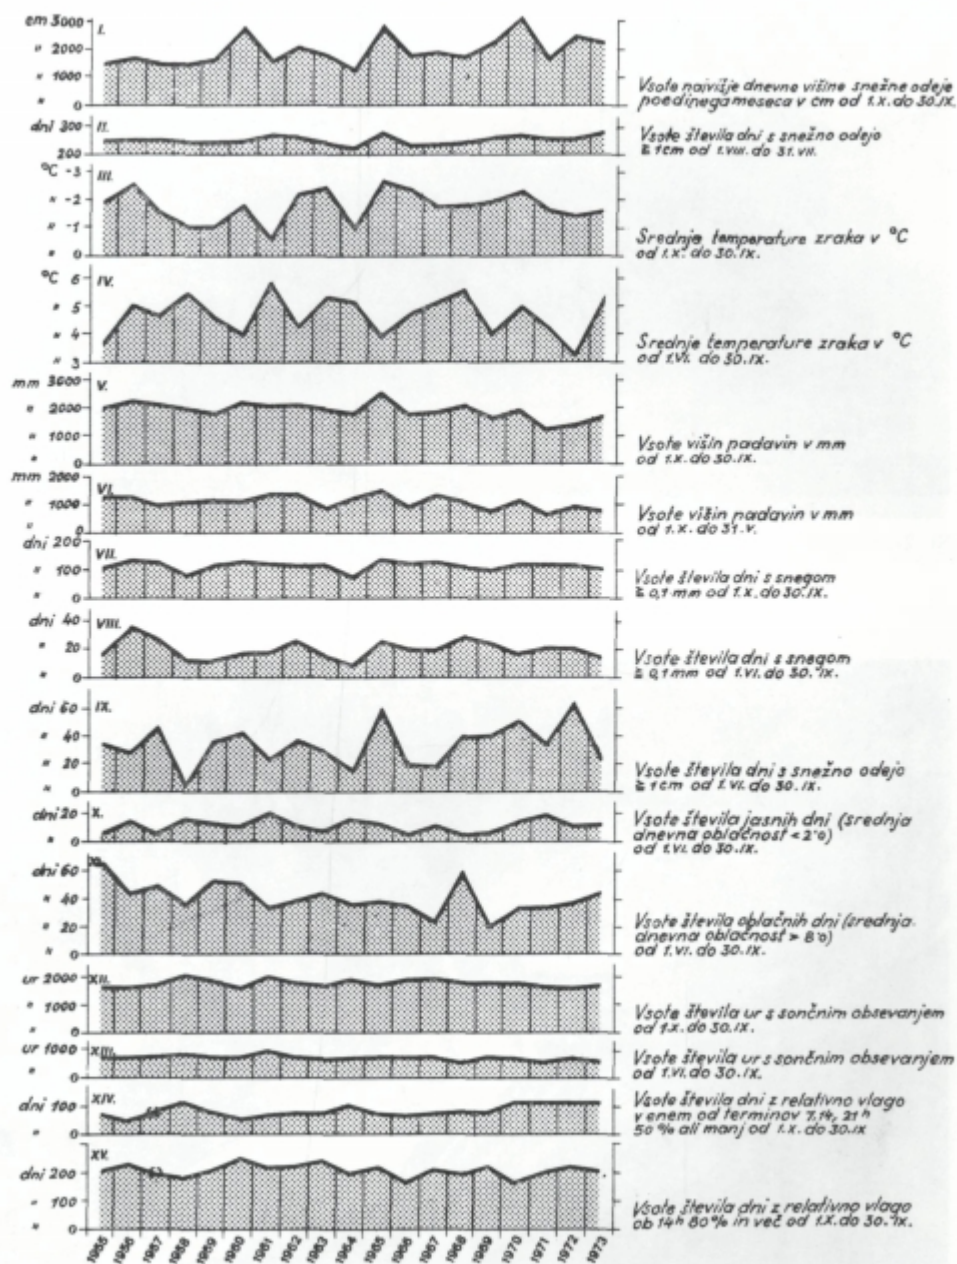 cm 3000
" 2000
" 1000
" 0
I.
Vsote najvišje dnevne višine snežne odeje
poedinega meseca v cm od 1.X. do 30.IX.
dni 300
200
II.
Vsote števila dni s snežno odejo
≥ 1cm od 1.VIII. do 31.VII.
°C -3
" -2
" -1
" 0
III.
Srednje temperature zraka v °C
od 1.X. do 30.IX.
°C 6
" 5
" 4
" 3
IV.
Srednje temperature zraka v °C
od 1.VI. do 30.IX.
mm 3000
" 2000
" 1000
" 0
V.
Vsote višin padavin v mm
od 1.X. do 30.IX.
mm 2000
" 1000
" 0
VI.
Vsote višin padavin v mm
od 1.X. do 31.V.
dni 200
" 100
" 0
VII.
Vsote števila dni s snegom
≥ 0,1 mm od 1.X. do 30.IX.
dni 40
" 20
" 0
VIII.
Vsote števila dni s snegom
≥ 0,1 mm od 1.VI. do 30.IX.
dni 60
" 40
" 20
" 0
IX.
Vsote števila dni s snežno odejo
≥ 1cm od 1.VI. do 30.IX.
dni 20
" 0
X.
Vsote števila jasnih dni (srednja
dnevna oblačnost < 2°)
od 1.VI. do 30.IX.
dni 60
" 40
" 20
" 0
Vsote števila oblačnih dni (srednja
dnevna oblačnost > 8°)
od 1.VI. do 30.IX.
ur 2000
" 1000
" 0
XII.
Vsote števila ur s sončnim obsevanjem
od 1.X. do 30.IX.
ur 1000
" 0
XIII.
Vsote števila ur s sončnim obsevanjem
od 1.VI. do 30.IX.
dni 100
" 0
XIV.
Vsote števila dni z relativno vlago
v enem od terminov 7, 14, 21 h
50 % ali manj od 1.X. do 30.IX
dni 200
" 100
" 0
XV.
Vsote števila dni z relativno vlago
ob 14h 80 % in več od 1.X. do 30.IX.
1955 1956 1957 1958 1959 1960 1961 1962 1963 1964 1965 1966 1967 1968 1969 1970 1971 1972 1973